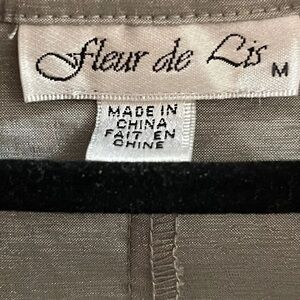 Fleur de Lis M
MADE IN
CHINA
FAIT EN
CHINE